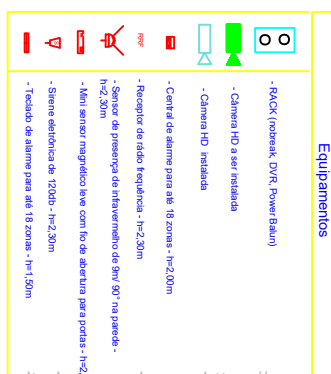 Equipamentos
- RACK (nobreak, DVR, Power Balun)
- Câmera HD a ser instalada
- Câmera HD instalada
- Central de alarme para até 18 zonas - h=2,00m
RRF
- Receptor de rádio frequência - h=2,30m
- Sensor de presença de infravermelho de 9m/ 90° na parede -
h=2,30m
- Mini sensor magnético leve com fio de abertura para portas - h=2,
- Sirene eletrônica de 120db - h=2,30m
- Teclado de alarme para até 18 zonas - h=1,50m